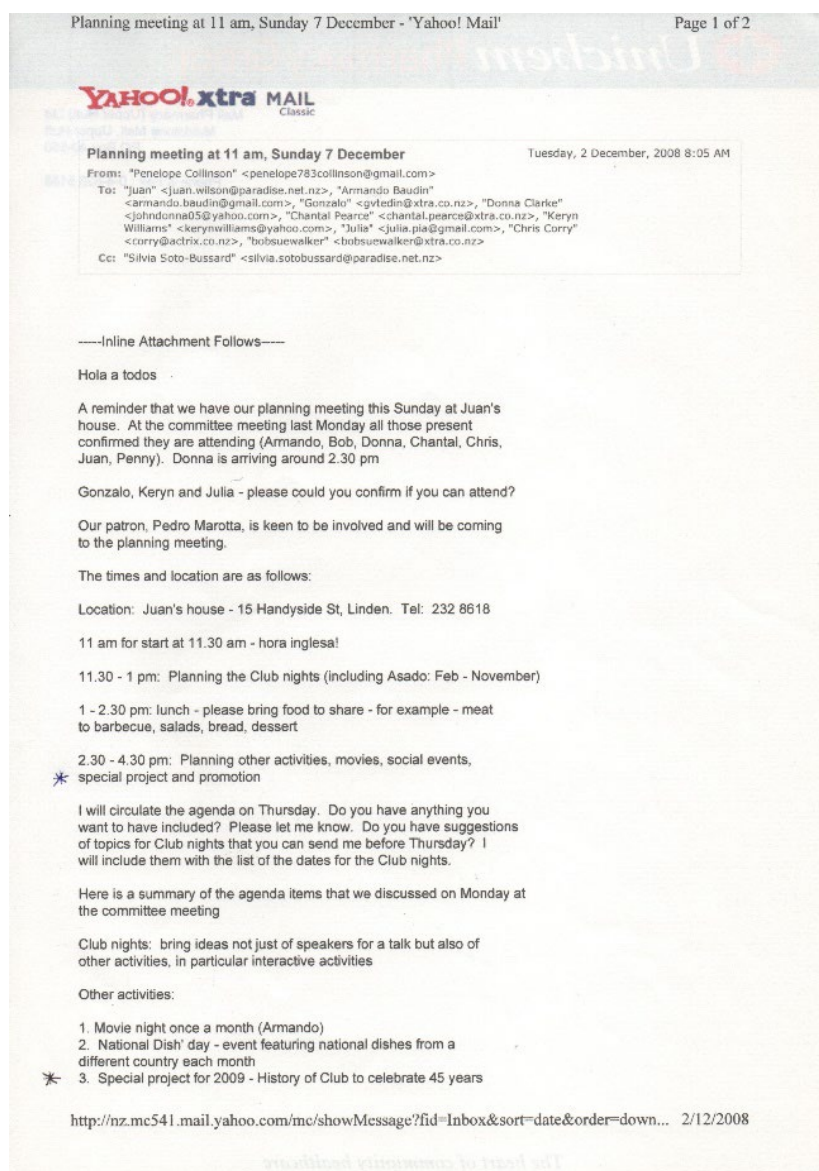 Planning meeting at 11 am, Sunday 7 December - 'Yahoo! Mail' Page 1 of 2
Unichem
YAHOO! xtra MAIL
Classic
Planning meeting at 11 am, Sunday 7 December Tuesday, 2 December, 2008 8:05 AM
From: "Penelope Collinson" <penelope783collinson@gmail.com>
To: "Juan" <juan.wilson@paradise.net.nz>, "Armando Baudin"
<armando.baudin@gmail.com>, "Gonzalo" <gvtedin@xtra.co.nz>, "Donna Clarke"
<johndonna05@yahoo.com>, "Chantal Pearce" <chantal.pearce@xtra.co.nz>, "Keryn
Williams" <kerynwilliams@yahoo.com>, "Julia" <julia.pia@gmail.com>, "Chris Corry"
<corry@actrix.co.nz>, "bobsuewalker" <bobsuewalker@xtra.co.nz>
Cc: "Silvia Soto-Bussard" <silvia.sotobussard@paradise.net.nz>
-----Inline Attachment Follows-----
Hola a todos
A reminder that we have our planning meeting this Sunday at Juan's
house. At the committee meeting last Monday all those present
confirmed they are attending (Armando, Bob, Donna, Chantal, Chris,
Juan, Penny). Donna is arriving around 2.30 pm
Gonzalo, Keryn and Julia - please could you confirm if you can attend?
Our patron, Pedro Marotta, is keen to be involved and will be coming
to the planning meeting.
The times and location are as follows:
Location: Juan's house - 15 Handyside St, Linden. Tel: 232 8618
11 am for start at 11.30 am - hora inglesa!
11.30 - 1 pm: Planning the Club nights (including Asado: Feb - November)
1 - 2.30 pm: lunch - please bring food to share - for example - meat
to barbecue, salads, bread, dessert
2.30 - 4.30 pm: Planning other activities, movies, social events,
* special project and promotion
I will circulate the agenda on Thursday. Do you have anything you
want to have included? Please let me know. Do you have suggestions
of topics for Club nights that you can send me before Thursday? I
will include them with the list of the dates for the Club nights.
Here is a summary of the agenda items that we discussed on Monday at
the committee meeting
Club nights: bring ideas not just of speakers for a talk but also of
other activities, in particular interactive activities
Other activities:
1. Movie night once a month (Armando)
2. National Dish' day - event featuring national dishes from a
different country each month
* 3. Special project for 2009 - History of Club to celebrate 45 years
http://nz.mc541.mail.yahoo.com/mc/showMessage?fid=Inbox&sort=date&order=down... 2/12/2008
The heart of community healthcare